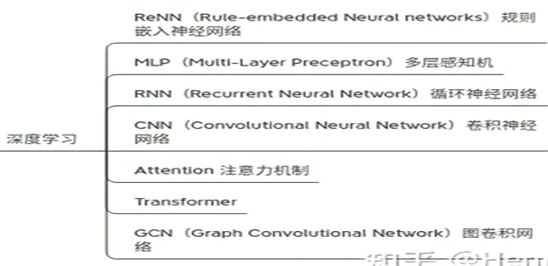 ReNN（Rule-embedded Neural networks）规则
嵌入神经网络
MLP（Multi-Layer Preceptron）多层感知机
RNN（Recurrent Neural Network）循环神经网络
CNN（Convolutional Neural Network）卷积神经
网络
深度学习
Attention 注意力机制
Transformer
GCN（Graph Convolutional Network）图卷积网
络
知乎